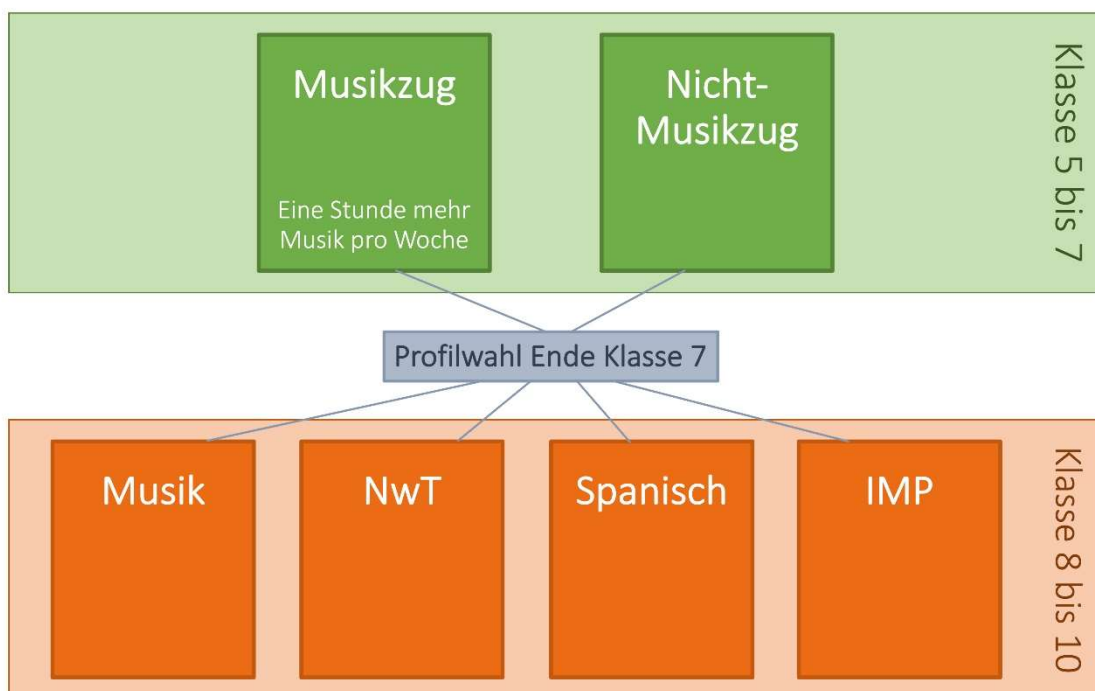 Musikzug
Eine Stunde mehr
Musik pro Woche
Nicht-
Musikzug
Klasse 5 bis 7
Profilwahl Ende Klasse 7
Musik
NwT
Spanisch
IMP
Klasse 8 bis 10